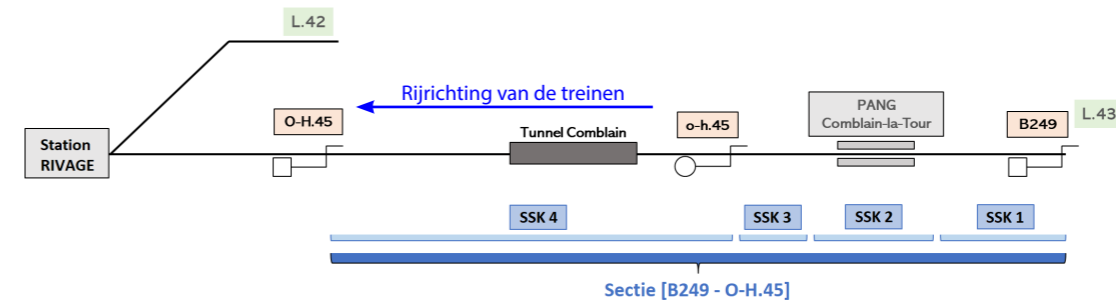 L.42
Rijrichting van de treinen
PANG
Comblain-la-Tour
L.43
O-H.45
o-h.45
B249
Station
RIVAGE
Tunnel Comblain
SSK 4
SSK 3
SSK 2
SSK 1
Sectie [B249 - O-H.45]